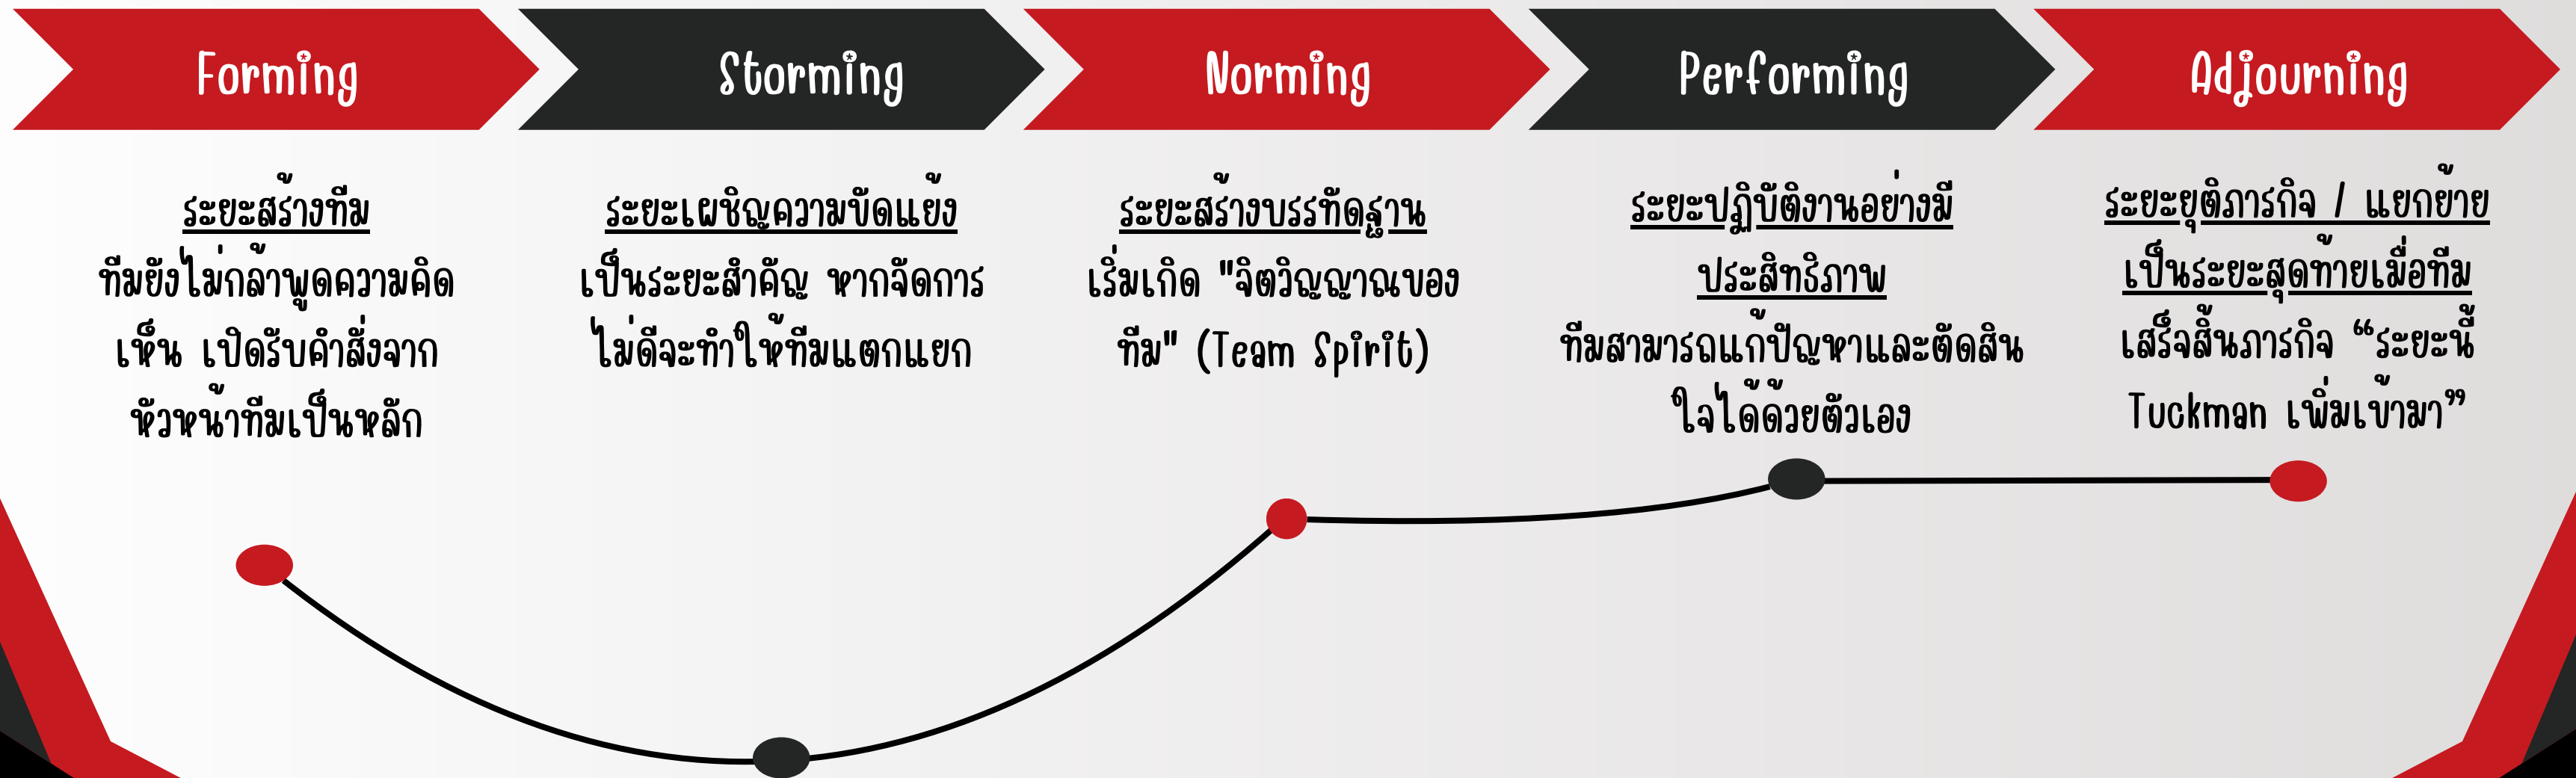 Forming
Storming
Norming
Performing
Adjourning
ระยะสร้างทีม
ทีมยังไม่กล้าพูดความคิด
เห็น เปิดรับคำสั่งจาก
หัวหน้าทีมเป็นหลัก
ระยะเผชิญความขัดแย้ง
เป็นระยะสำคัญ หากจัดการ
ไม่ดีจะทำให้ทีมแตกแยก
ระยะสร้างบรรทัดฐาน
เริ่มเกิด "จิตวิญญาณของ
ทีม" (Team Spirit)
ระยะปฏิบัติงานอย่างมี
ประสิทธิภาพ
ทีมสามารถแก้ปัญหาและตัดสิน
ใจได้ด้วยตัวเอง
ระยะยุติภารกิจ / แยกย้าย
เป็นระยะสุดท้ายเมื่อทีม
เสร็จสิ้นภารกิจ “ระยะนี้
Tuckman เพิ่มเข้ามา”